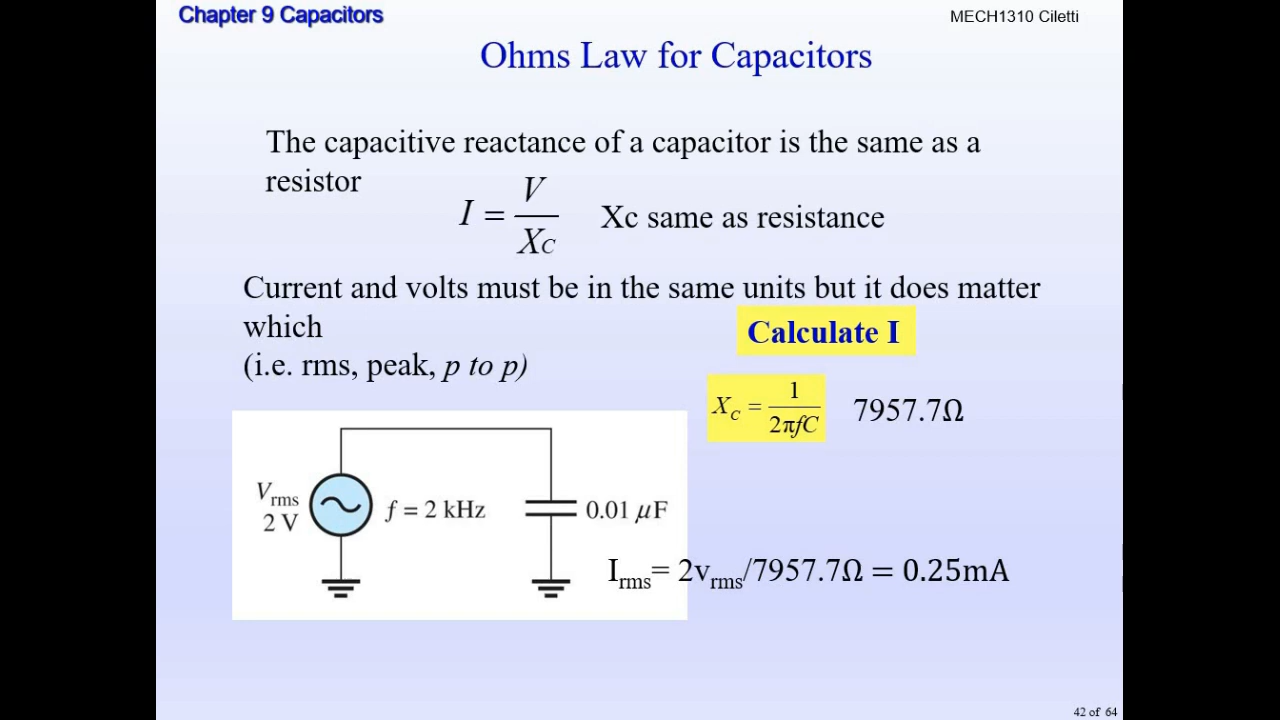 Chapter 9 Capacitors
MECH1310 Ciletti
Ohms Law for Capacitors
The capacitive reactance of a capacitor is the same as a
resistor
I = V/XC
Xc same as resistance
Current and volts must be in the same units but it does matter
which
(i.e. rms, peak, p to p)
Calculate I
XC = 1/2πfC
7957.7Ω
Vrms
2 V
f = 2 kHz
0.01 μF
Irms= 2vrms/7957.7Ω = 0.25mA
42 of 64